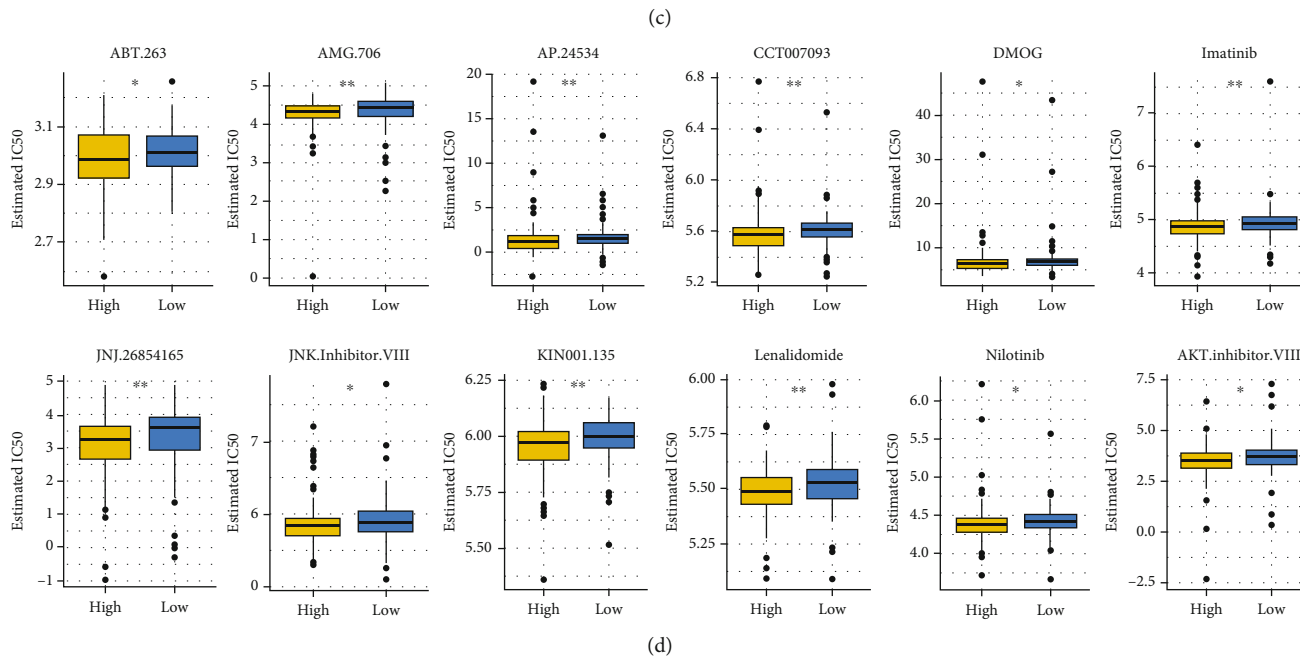 (c)
ABT.263 AMG.706 AP.24534 CCT007093 DMOG Imatinib
Estimated IC50
3.1
2.9
2.7
*
High Low
Estimated IC50
5
4
3
2
1
0
**
High Low
Estimated IC50
20
15
10
5
0
**
High Low
Estimated IC50
6.8
6.4
6.0
5.6
5.2
**
High Low
Estimated IC50
40
30
20
10
*
High Low
Estimated IC50
7
6
5
4
**
High Low
JNJ.26854165 JNK.Inhibitor.VIII KIN001.135 Lenalidomide Nilotinib AKT.inhibitor.VIII
Estimated IC50
5
4
3
2
1
0
−1
**
High Low
Estimated IC50
7
6
0
*
High Low
Estimated IC50
6.25
6.00
5.75
5.50
**
High Low
Estimated IC50
6.00
5.75
5.50
5.25
**
High Low
Estimated IC50
6.0
5.5
5.0
4.5
4.0
*
High Low
Estimated IC50
7.5
5.0
2.5
0.0
−2.5
*
High Low
(d)